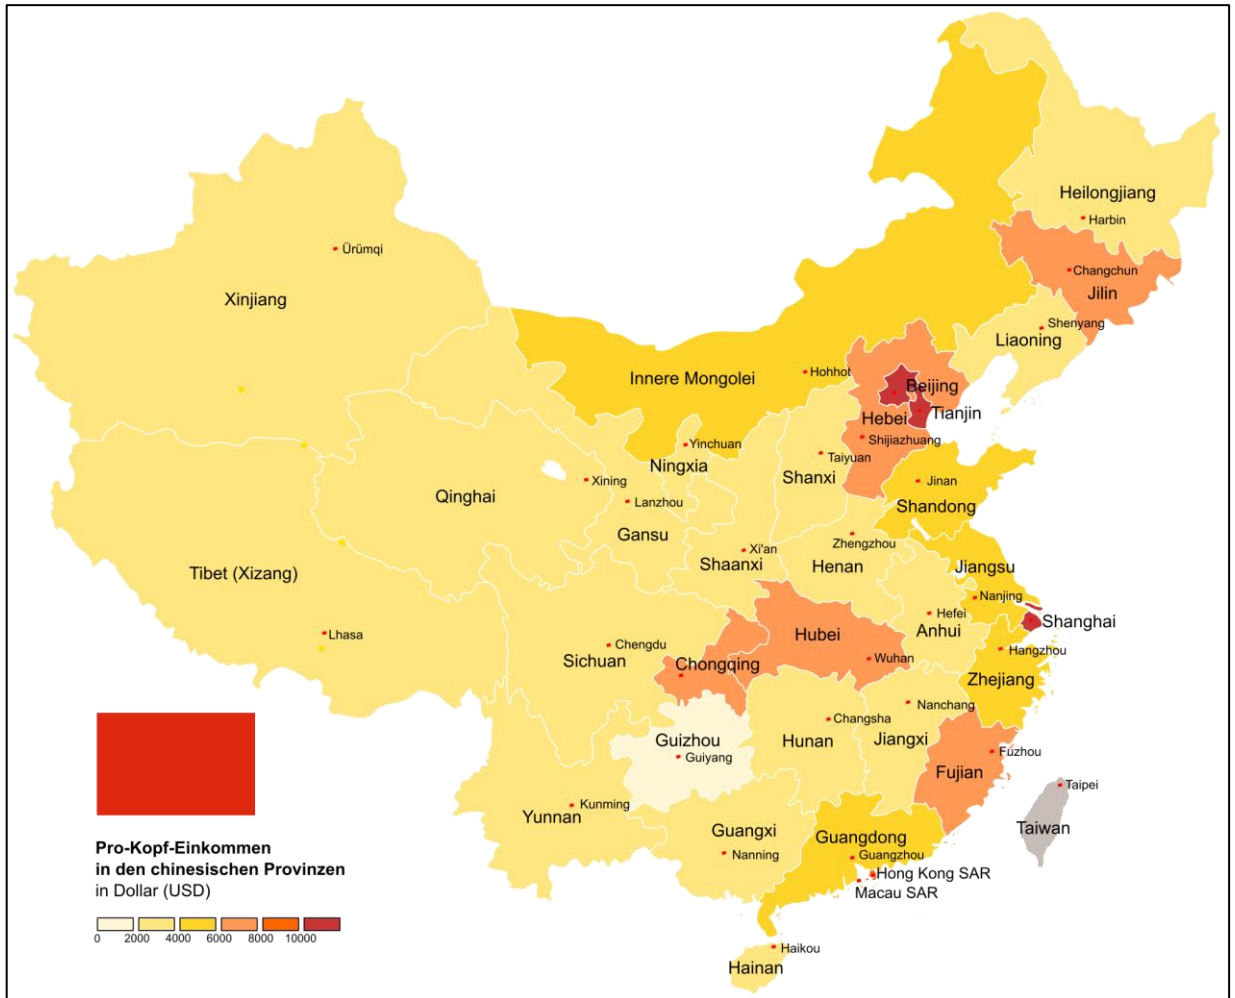 Heilongjiang
Harbin
Ürümqi
Changchun
Jilin
Xinjiang
Shenyang
Liaoning
Hohhot
Innere Mongolei
Beijing
Hebei
Tianjin
Shijiazhuang
Yinchuan
Taiyuan
Ningxia
Shanxi
Xining
Jinan
Qinghai
Lanzhou
Shandong
Gansu
Zhengzhou
Xi'an
Shaanxi
Henan
Jiangsu
Tibet (Xizang)
Nanjing
Hefei
Shanghai
Anhui
Lhasa
Hubei
Chengdu
Sichuan
Hangzhou
Wuhan
Chongqing
Zhejiang
Nanchang
Changsha
Guizhou
Hunan
Jiangxi
Fuzhou
Guiyang
Fujian
Taipei
Kunming
Yunnan
Taiwan
Guangxi
Guangdong
Nanning
Guangzhou
Hong Kong SAR
Macau SAR
Haikou
Hainan
Pro-Kopf-Einkommen
in den chinesischen Provinzen
in Dollar (USD)
0 2000 4000 6000 8000 10000